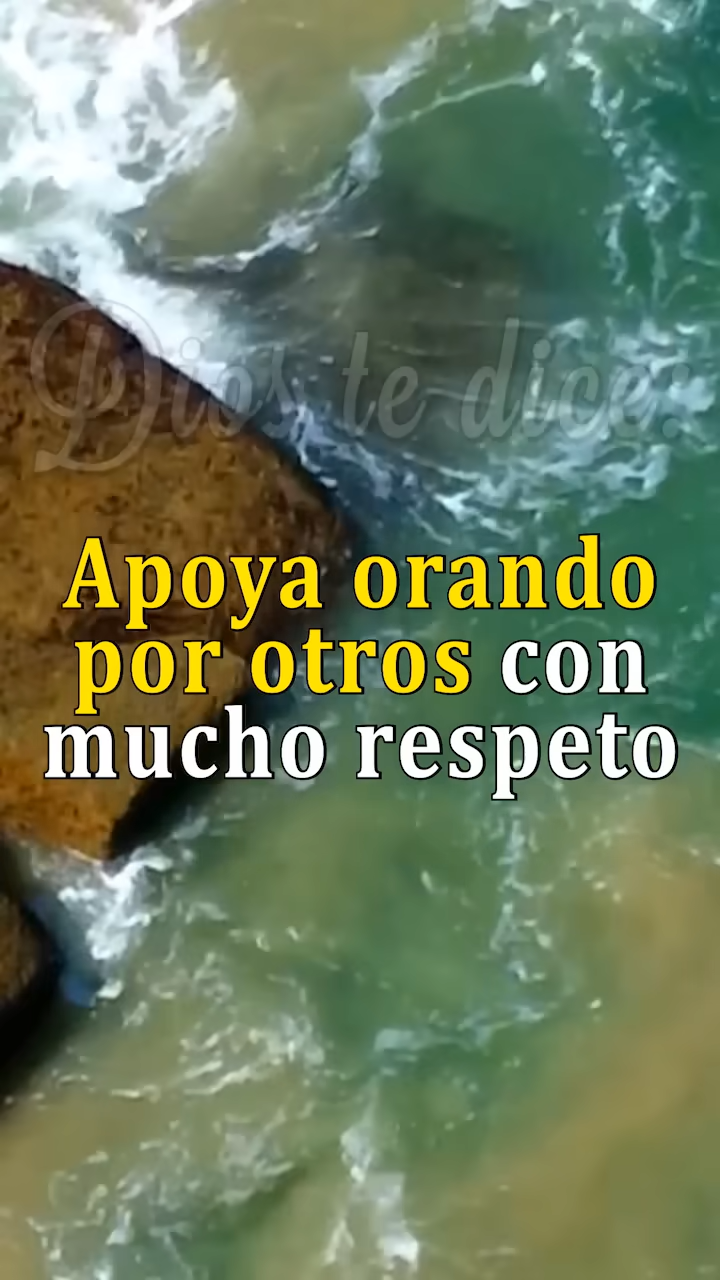 Dios te dice:
Apoya orando
por otros con
mucho respeto